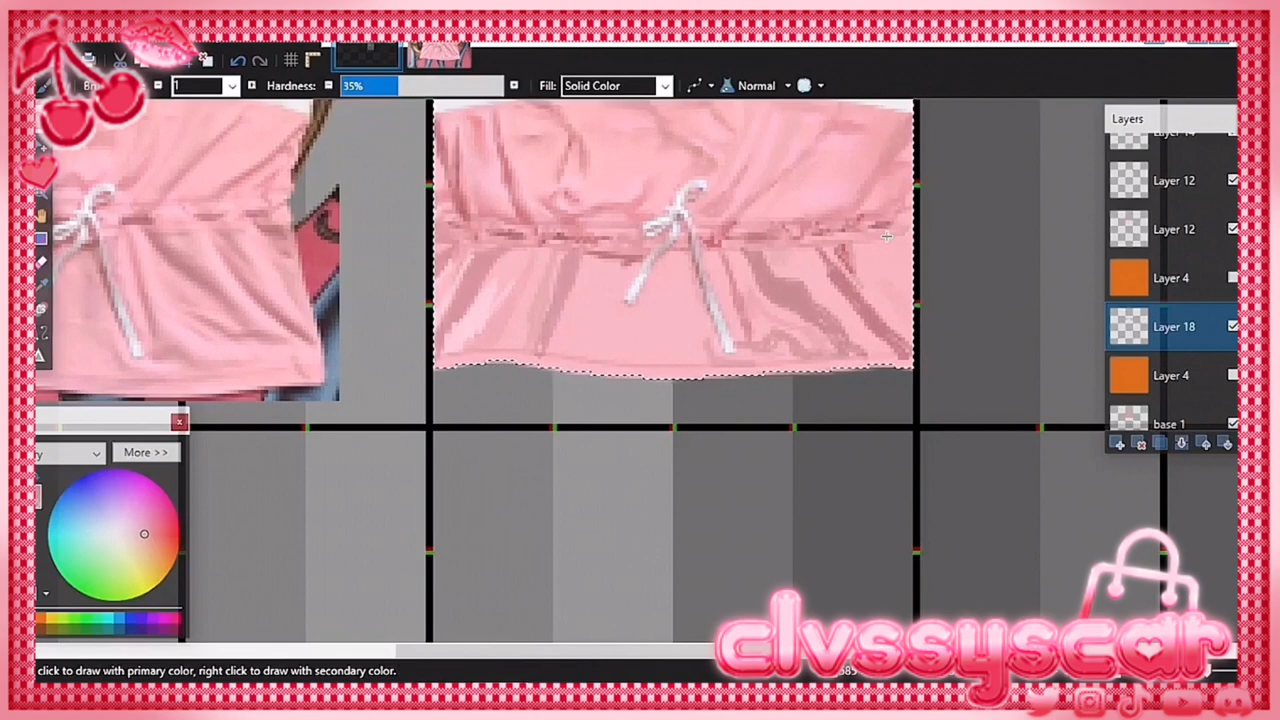 1
Hardness:
35%
Fill:
Solid Color
Normal
Layers
Layer 12
Layer 12
Layer 4
Layer 18
Layer 4
base 1
More >>
click to draw with primary color, right click to draw with secondary color.
clvssyscar